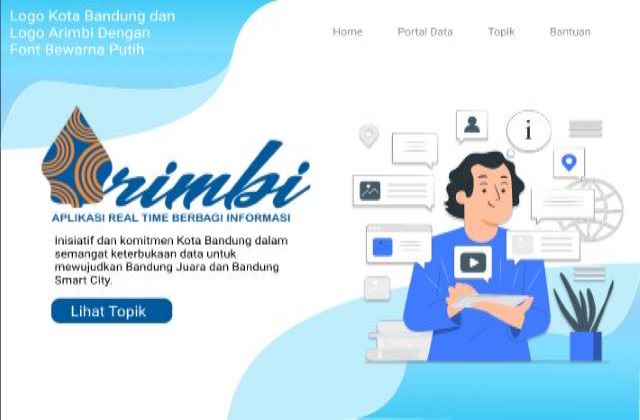 Logo Kota Bandung dan
Logo Arimbi Dengan
Font Bewarna Putih
Home Portal Data Topik Bantuan
Arimbi
APLIKASI REAL TIME BERBAGI INFORMASI
Inisiatif dan komitmen Kota Bandung dalam
semangat keterbukaan data untuk
mewujudkan Bandung Juara dan Bandung
Smart City.
Lihat Topik
i